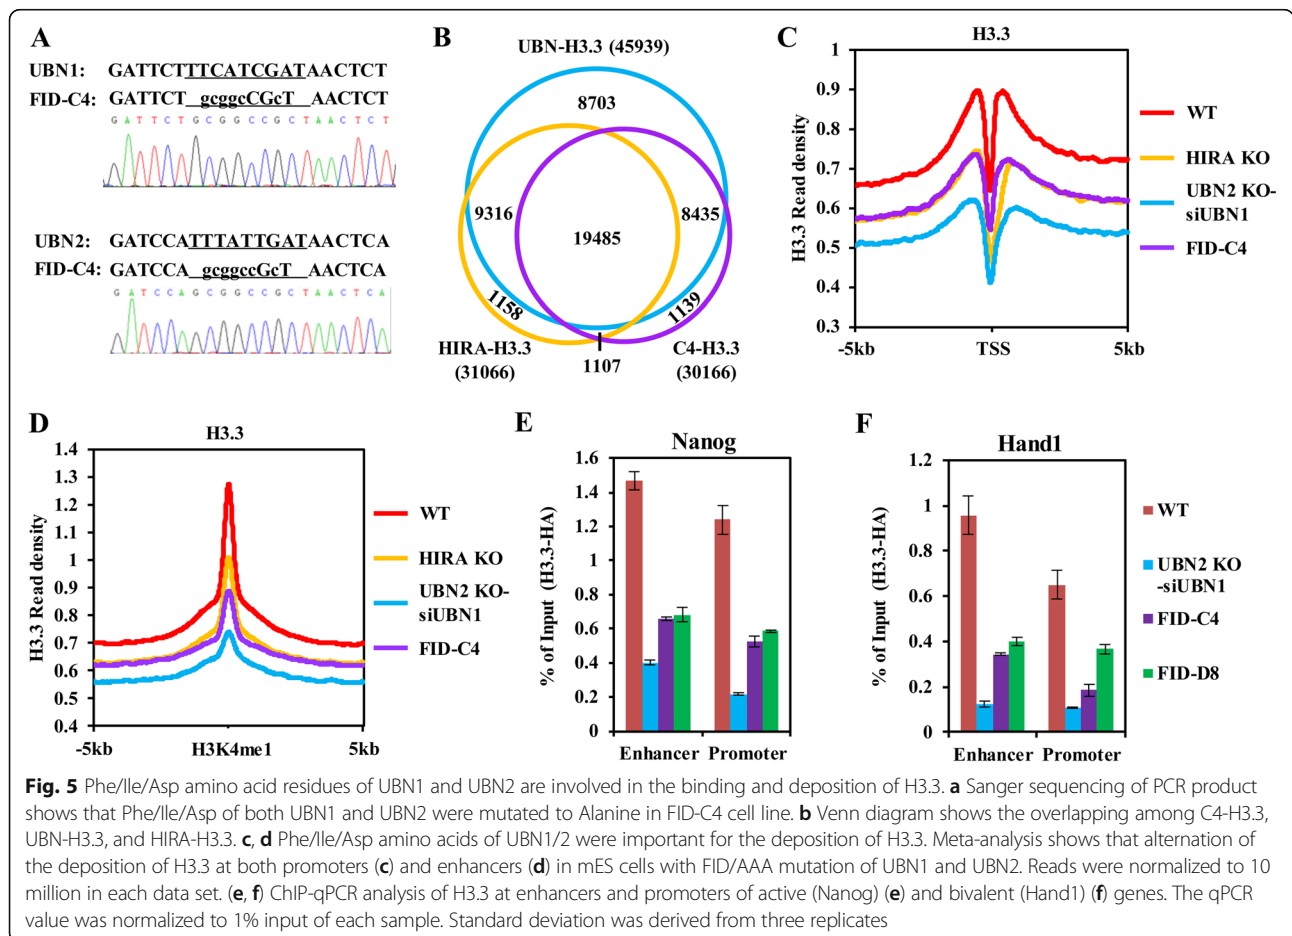 A
UBN1: GATTCTTTCATCGATAACTCT
FID-C4: GATTCT gcggcCGcT AACTCT
G A T T C T G C G G C C G C T A A C T C T
UBN2: GATCCATTTATTGATAACTCA
FID-C4: GATCCA gcggccGcT AACTCA
G A T C C A G C G G C C G C T A A C T C A
B
UBN-H3.3 (45939)
8703
9316
8435
19485
1158
1139
HIRA-H3.3
(31066)
1107
C4-H3.3
(30166)
C
H3.3
H3.3 Read density
1
0.9
0.8
0.7
0.6
0.5
0.4
0.3
-5kb
TSS
5kb
WT
HIRA KO
UBN2 KO-
siUBN1
FID-C4
D
H3.3
H3.3 Read density
1.4
1.3
1.2
1.1
1
0.9
0.8
0.7
0.6
0.5
0.4
-5kb
H3K4me1
5kb
WT
HIRA KO
UBN2 KO-
siUBN1
FID-C4
E
Nanog
% of Input (H3.3-HA)
1.6
1.4
1.2
1
0.8
0.6
0.4
0.2
0
Enhancer Promoter
F
Hand1
% of Input (H3.3-HA)
1.2
1
0.8
0.6
0.4
0.2
0
Enhancer Promoter
WT
UBN2 KO
-siUBN1
FID-C4
FID-D8
Fig. 5 Phe/Ile/Asp amino acid residues of UBN1 and UBN2 are involved in the binding and deposition of H3.3. a Sanger sequencing of PCR product
shows that Phe/Ile/Asp of both UBN1 and UBN2 were mutated to Alanine in FID-C4 cell line. b Venn diagram shows the overlapping among C4-H3.3,
UBN-H3.3, and HIRA-H3.3. c, d Phe/Ile/Asp amino acids of UBN1/2 were important for the deposition of H3.3. Meta-analysis shows that alternation of
the deposition of H3.3 at both promoters (c) and enhancers (d) in mES cells with FID/AAA mutation of UBN1 and UBN2. Reads were normalized to 10
million in each data set. (e, f) ChIP-qPCR analysis of H3.3 at enhancers and promoters of active (Nanog) (e) and bivalent (Hand1) (f) genes. The qPCR
value was normalized to 1% input of each sample. Standard deviation was derived from three replicates